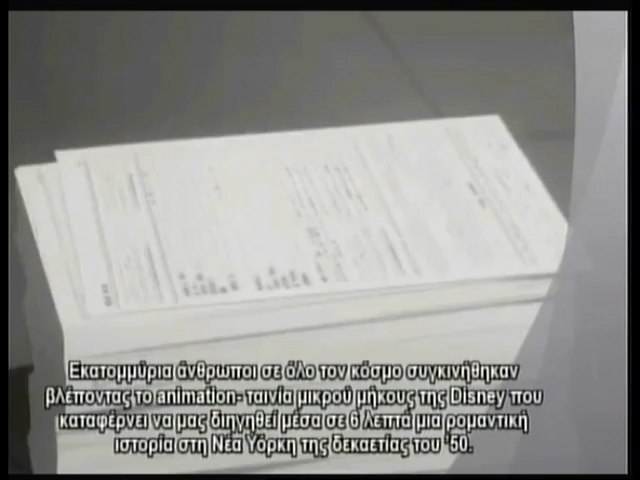 Εκατομμύρια άνθρωποι σε όλο τον κόσμο συγκινήθηκαν
βλέποντας το animation-ταινία μικρού μήκους της Disney που
καταφέρνει να μας διηγηθεί μέσα σε 6 λεπτά μια ρομαντική
ιστορία στη Νέα Υόρκη της δεκαετίας του '50.